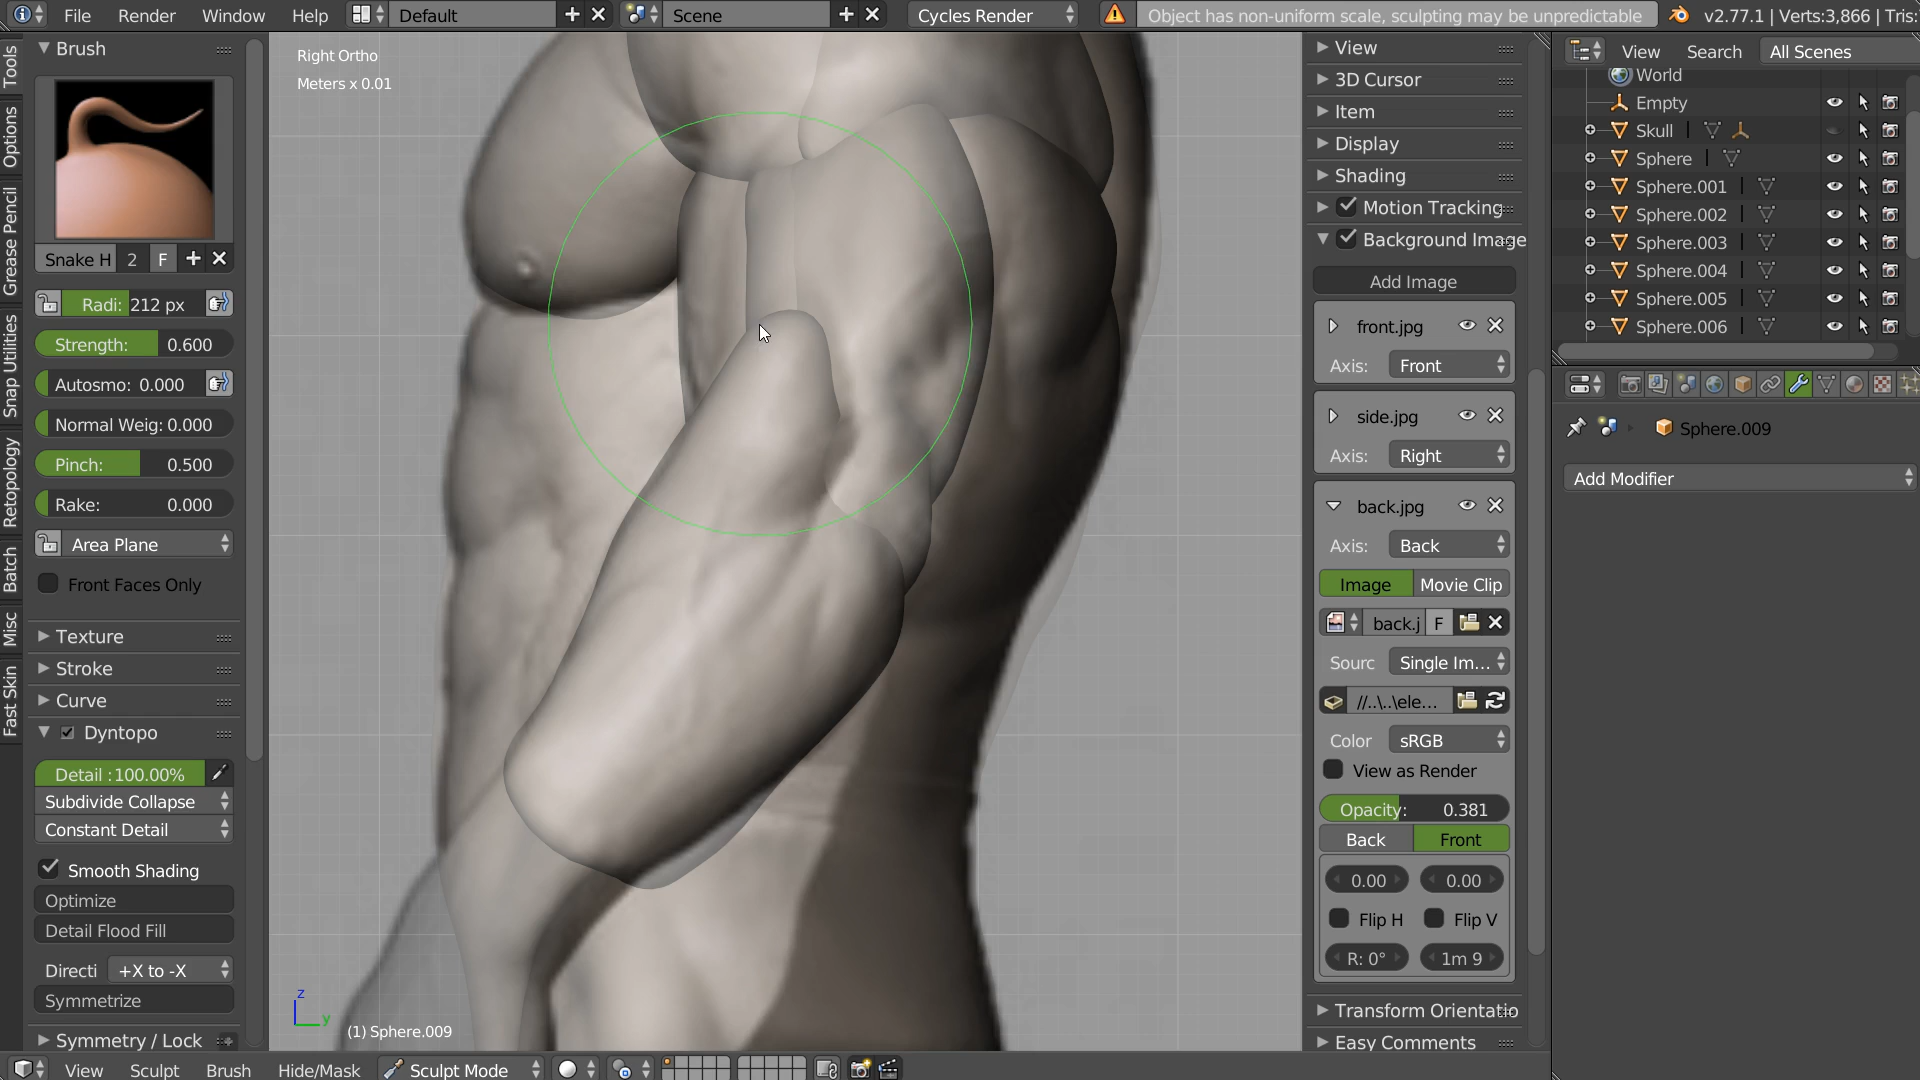 File Render Window Help Default Scene Cycles Render Object has non-uniform scale, sculpting may be unpredictable v2.77.1 | Verts:3,866 | Tris:
Tools
Options
Grease Pencil
Snap Utilities
Retopology
Batch
Misc
Fast Skin
Brush
Snake H 2 F
Radi: 212 px
Strength: 0.600
Autosmo: 0.000
Normal Weig: 0.000
Pinch: 0.500
Rake: 0.000
Area Plane
Front Faces Only
Texture
Stroke
Curve
Dyntopo
Detail : 100.00%
Subdivide Collapse
Constant Detail
Smooth Shading
Optimize
Detail Flood Fill
Directi +X to -X
Symmetrize
Symmetry / Lock
Right Ortho
Meters x 0.01
z
y
(1) Sphere.009
View
3D Cursor
Item
Display
Shading
Motion Tracking
Background Image
Add Image
front.jpg
Axis: Front
side.jpg
Axis: Right
back.jpg
Axis: Back
Image Movie Clip
back.j F
Sourc Single Im...
//..\..\ele...
Color sRGB
View as Render
Opacity: 0.381
Back Front
0.00 0.00
Flip H Flip V
R: 0° 1m 9
Transform Orientatio
Easy Comments
View Search All Scenes
World
Empty
Skull
Sphere
Sphere.001
Sphere.002
Sphere.003
Sphere.004
Sphere.005
Sphere.006
Sphere.009
Add Modifier
View Sculpt Brush Hide/Mask Sculpt Mode